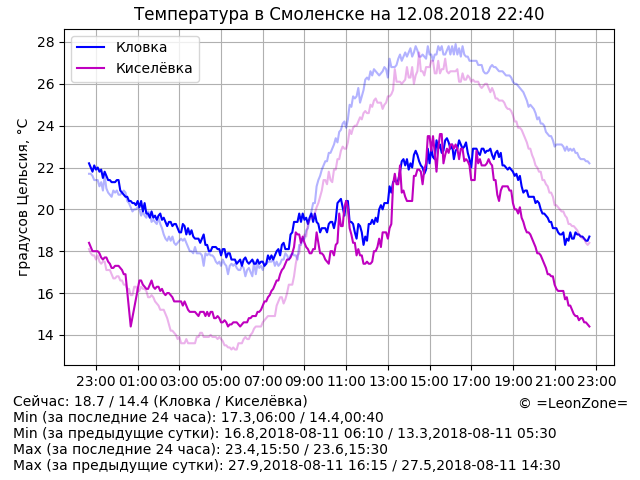 Температура в Смоленске на 12.08.2018 22:40
градусов Цельсия, °C
28
26
24
22
20
18
16
14
Кловка
Киселёвка
23:00 01:00 03:00 05:00 07:00 09:00 11:00 13:00 15:00 17:00 19:00 21:00 23:00
Сейчас: 18.7 / 14.4 (Кловка / Киселёвка)
© =LeonZone=
Min (за последние 24 часа): 17.3,06:00 / 14.4,00:40
Min (за предыдущие сутки): 16.8,2018-08-11 06:10 / 13.3,2018-08-11 05:30
Max (за последние 24 часа): 23.4,15:50 / 23.6,15:30
Max (за предыдущие сутки): 27.9,2018-08-11 16:15 / 27.5,2018-08-11 14:30